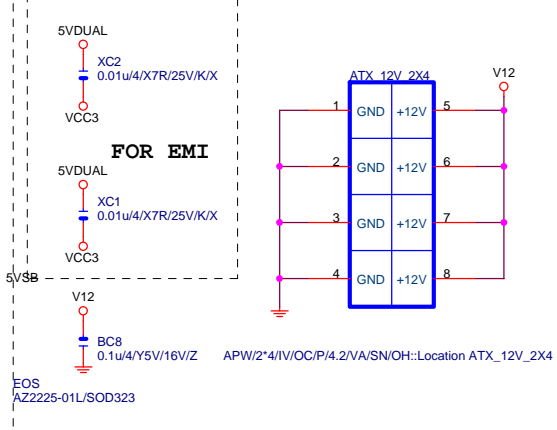 5VDUAL
XC2
0.01u/4/X7R/25V/K/X
VCC3
FOR EMI
5VDUAL
XC1
0.01u/4/X7R/25V/K/X
VCC3
5VSB
V12
BC8
0.1u/4/Y5V/16V/Z
EOS
AZ2225-01L/SOD323
ATX_12V_2X4
V12
1 GND +12V 5
2 GND +12V 6
3 GND +12V 7
4 GND +12V 8
APW/2*4/IV/OC/P/4.2/VA/SN/OH::Location ATX_12V_2X4